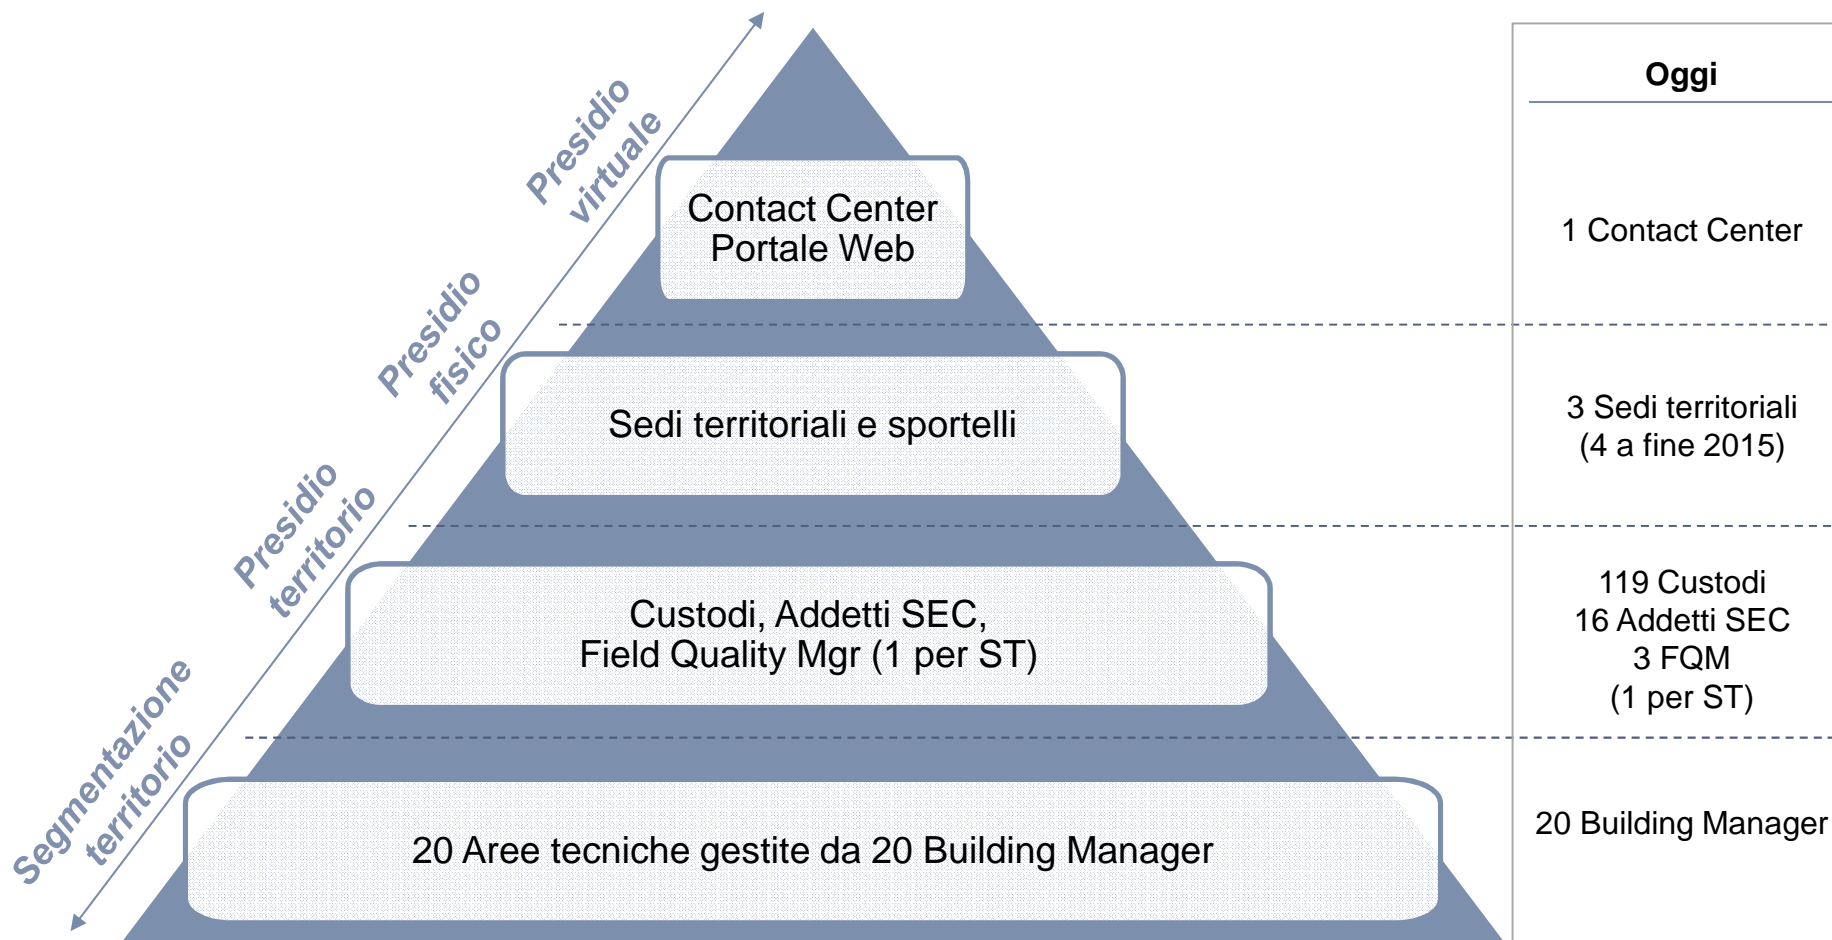 Oggi
Presidio
virtuale
Contact Center
Portale Web
1 Contact Center
Presidio
fisico
Sedi territoriali e sportelli
3 Sedi territoriali
(4 a fine 2015)
Presidio
territorio
Custodi, Addetti SEC,
Field Quality Mgr (1 per ST)
119 Custodi
16 Addetti SEC
3 FQM
(1 per ST)
Segmentazione
territorio
20 Aree tecniche gestite da 20 Building Manager
20 Building Manager